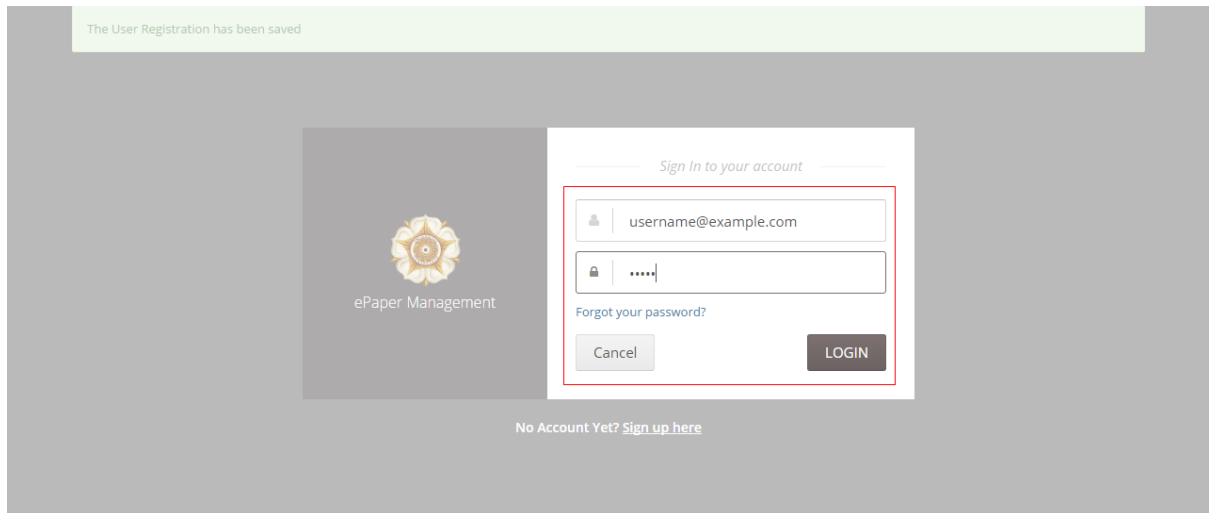 The User Registration has been saved
Sign In to your account
username@example.com
•••••
ePaper Management
Forgot your password?
Cancel
LOGIN
No Account Yet? Sign up here